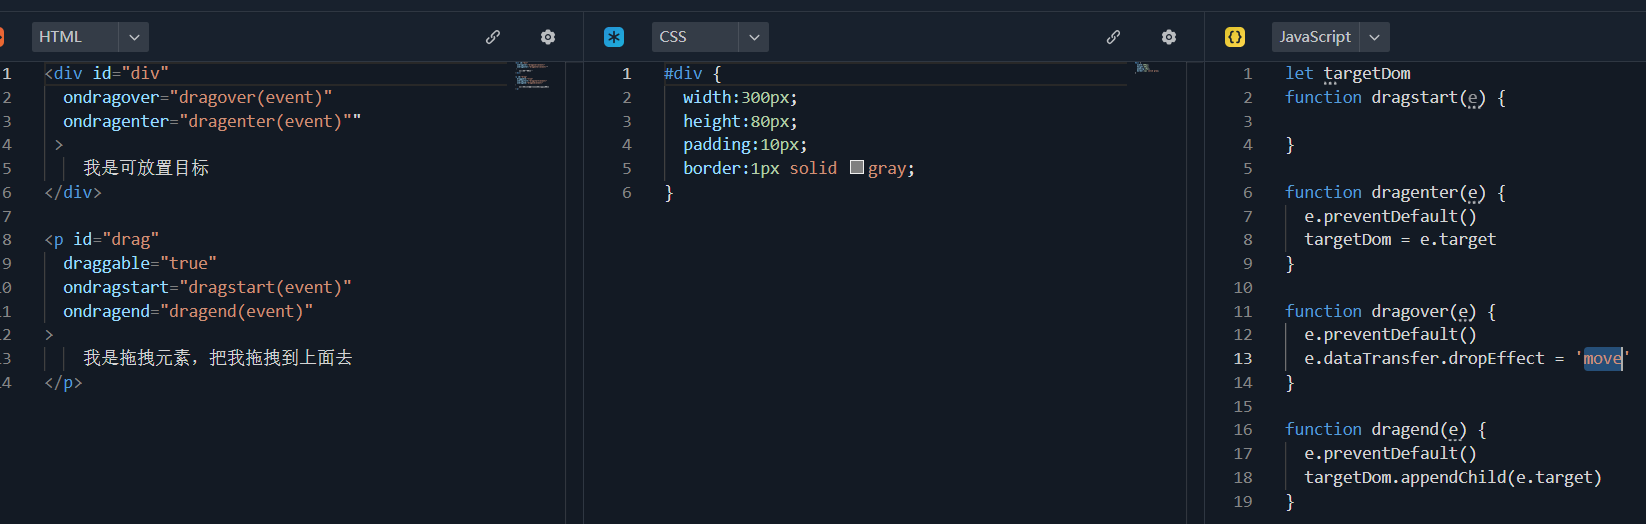 HTML
1 <div id="div"
2 ondragover="dragover(event)"
3 ondragenter="dragenter(event)""
4 >
5 我是可放置目标
6 </div>
7
8 <p id="drag"
9 draggable="true"
10 ondragstart="dragstart(event)"
11 ondragend="dragend(event)"
12 >
13 我是拖拽元素，把我拖拽到上面去
14 </p>
CSS
1 #div {
2 width:300px;
3 height:80px;
4 padding:10px;
5 border:1px solid gray;
6 }
JavaScript
1 let targetDom
2 function dragstart(e) {
3
4 }
5
6 function dragenter(e) {
7 e.preventDefault()
8 targetDom = e.target
9 }
10
11 function dragover(e) {
12 e.preventDefault()
13 e.dataTransfer.dropEffect = 'move'
14 }
15
16 function dragend(e) {
17 e.preventDefault()
18 targetDom.appendChild(e.target)
19 }